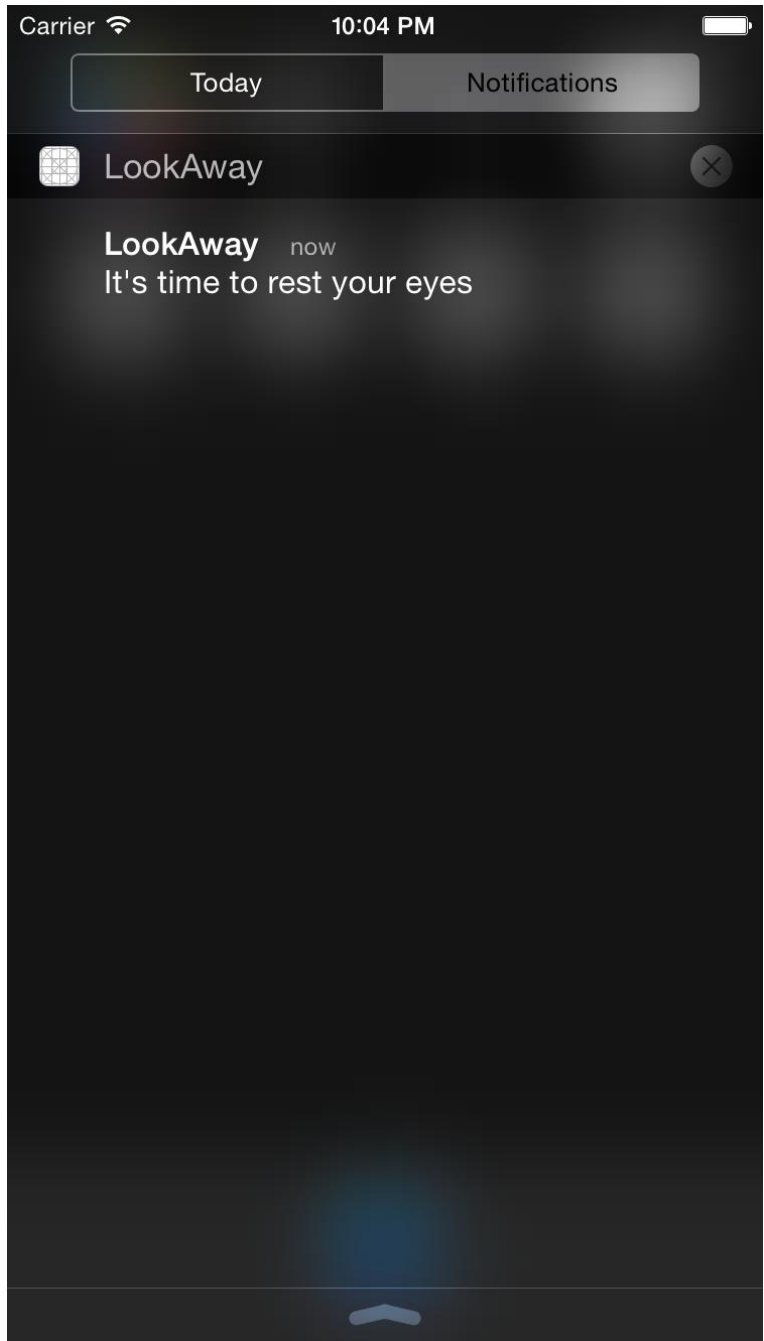 Carrier 10:04 PM
Today Notifications
LookAway
LookAway now
It's time to rest your eyes